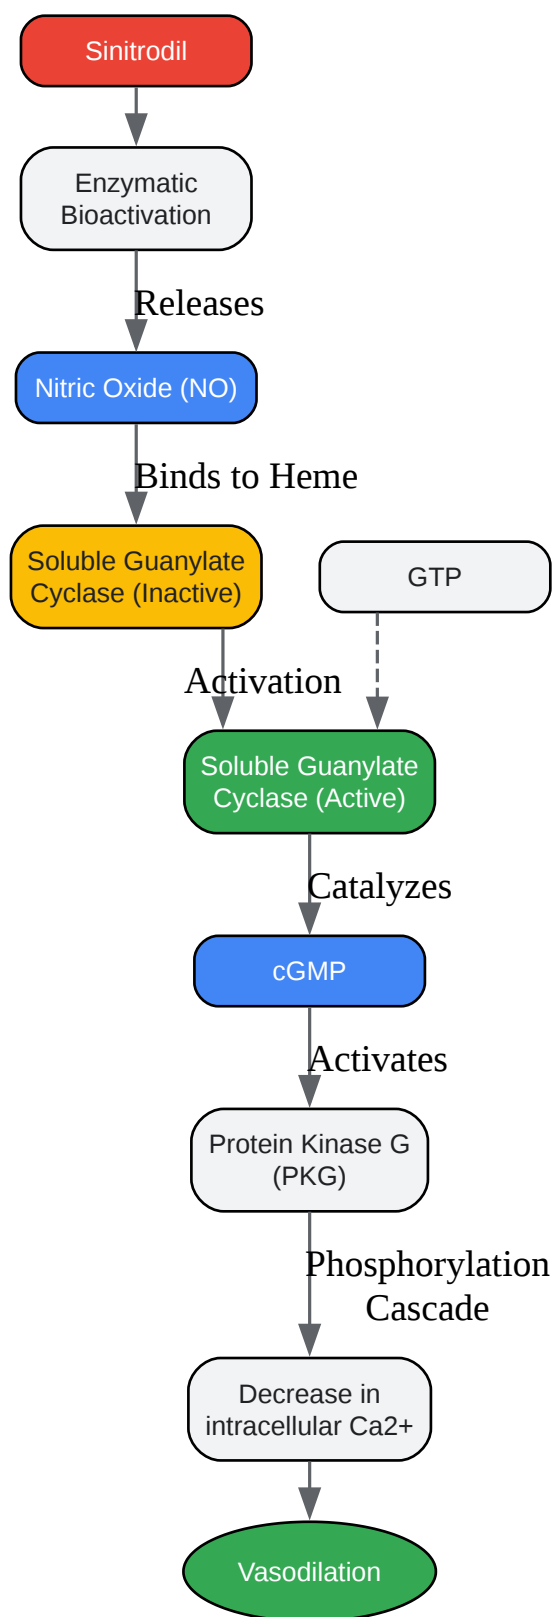 Sinitrodil
Enzymatic
Bioactivation
Releases
Nitric Oxide (NO)
Binds to Heme
Soluble Guanylate
Cyclase (Inactive)
GTP
Activation
Soluble Guanylate
Cyclase (Active)
Catalyzes
cGMP
Activates
Protein Kinase G
(PKG)
Phosphorylation
Cascade
Decrease in
intracellular Ca2+
Vasodilation